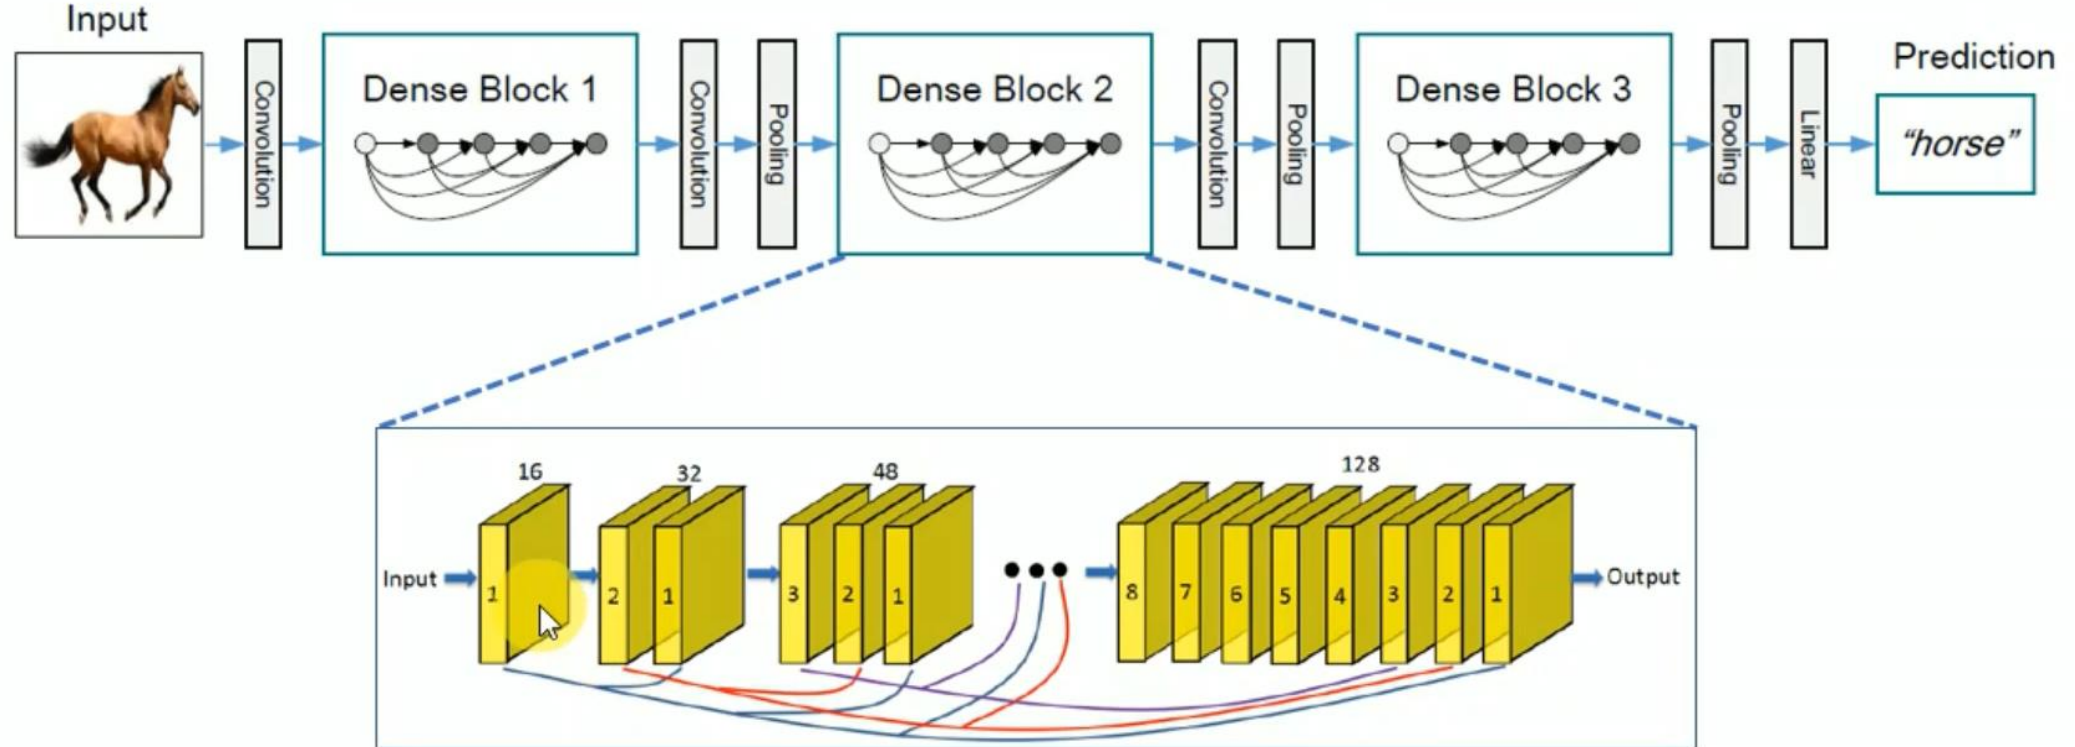 Input
Convolution
Dense Block 1
Convolution
Pooling
Dense Block 2
Convolution
Pooling
Dense Block 3
Pooling
Linear
Prediction
“horse”
16
32
48
128
Input
1
2 1
3 2 1
8 7 6 5 4 3 2 1
Output